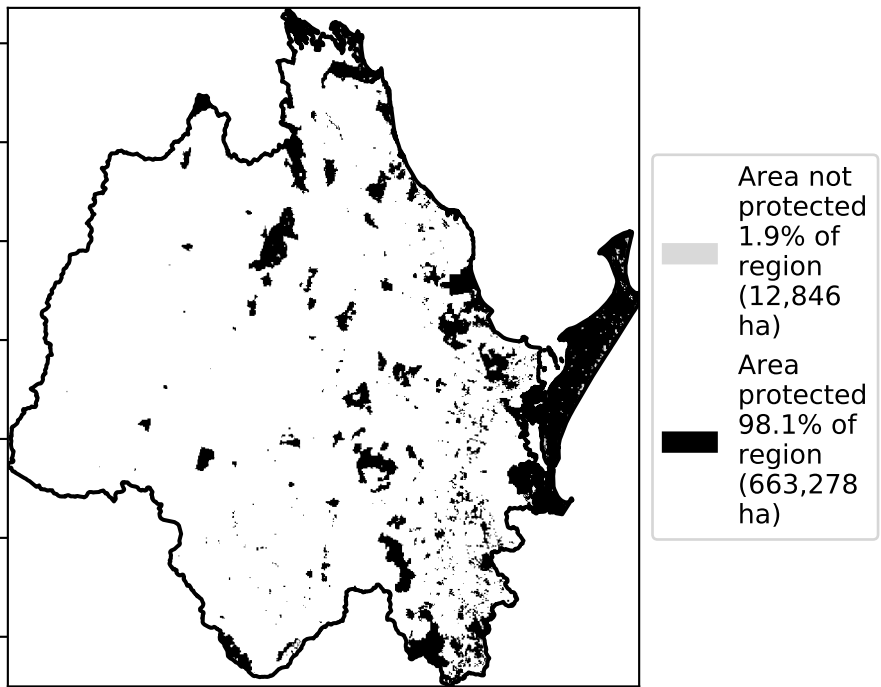 Area not
protected
1.9% of
region
(12,846
ha)
Area
protected
98.1% of
region
(663,278
ha)